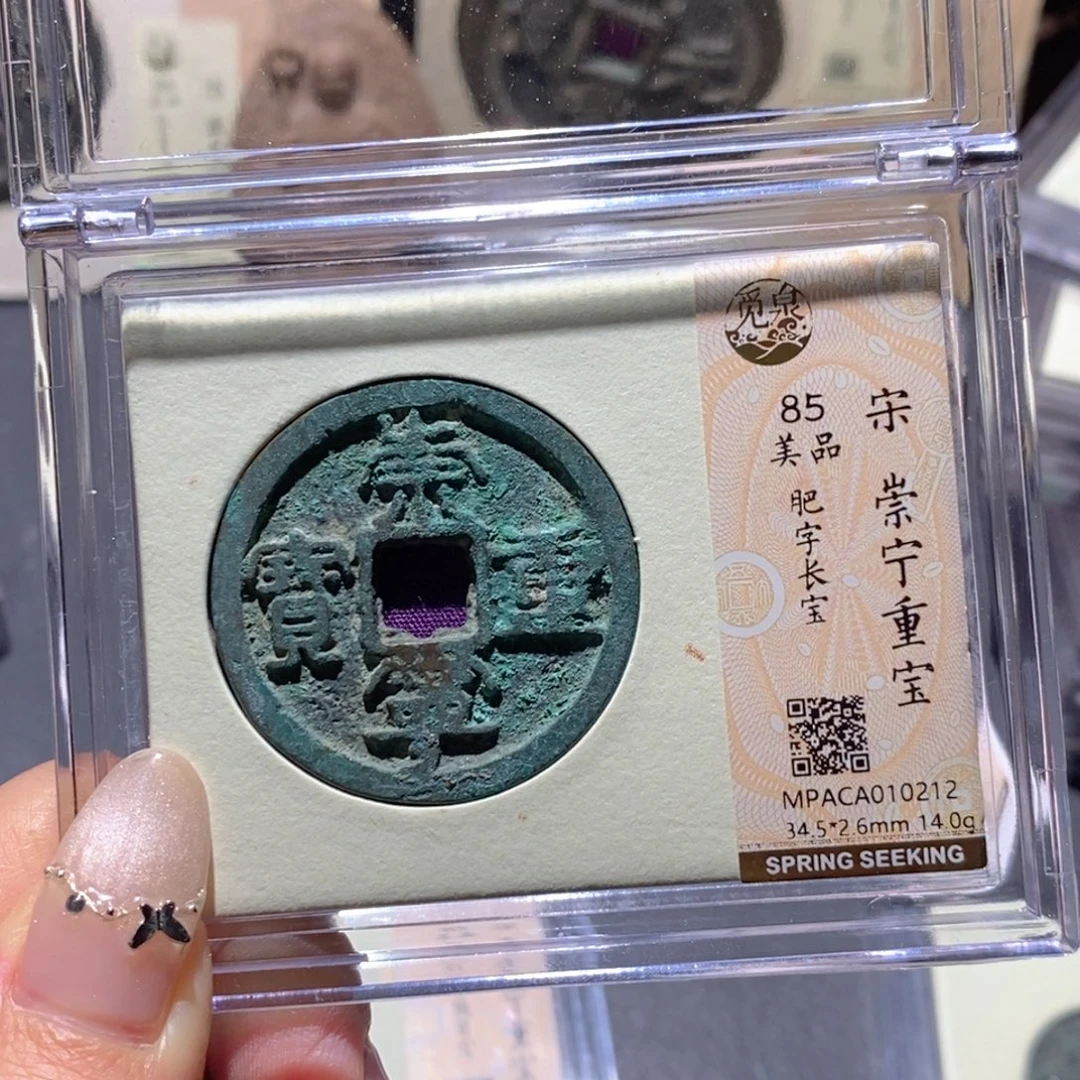 崇
重
寧
寶
觅泉
宋 崇宁重宝
85
美品
肥字长宝
MPACA010212
34.5*2.6mm 14.0g
SPRING SEEKING